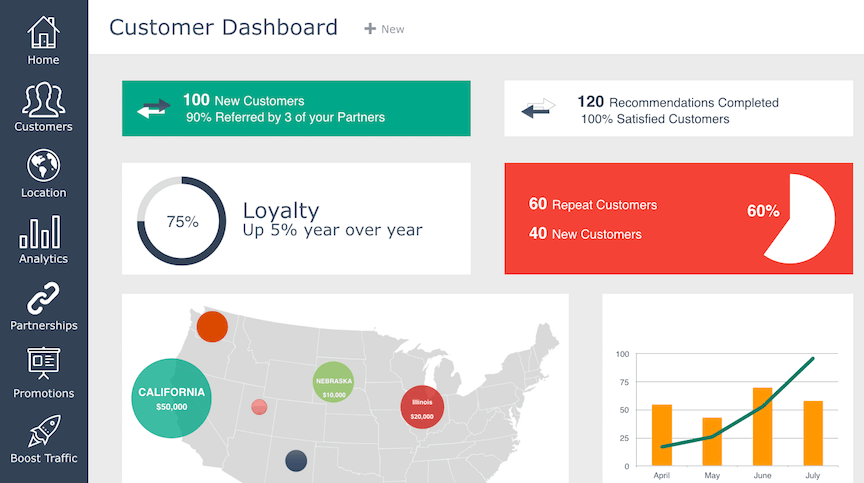 Customer Dashboard
New
Home
Customers
Location
Analytics
Partnerships
Promotions
Boost Traffic
100 New Customers
90% Referred by 3 of your Partners
120 Recommendations Completed
100% Satisfied Customers
75%
Loyalty
Up 5% year over year
60 Repeat Customers
40 New Customers
60%
CALIFORNIA
$50,000
NEBRASKA
$10,000
Illinois
$20,000
100
75
50
25
0
April May June July